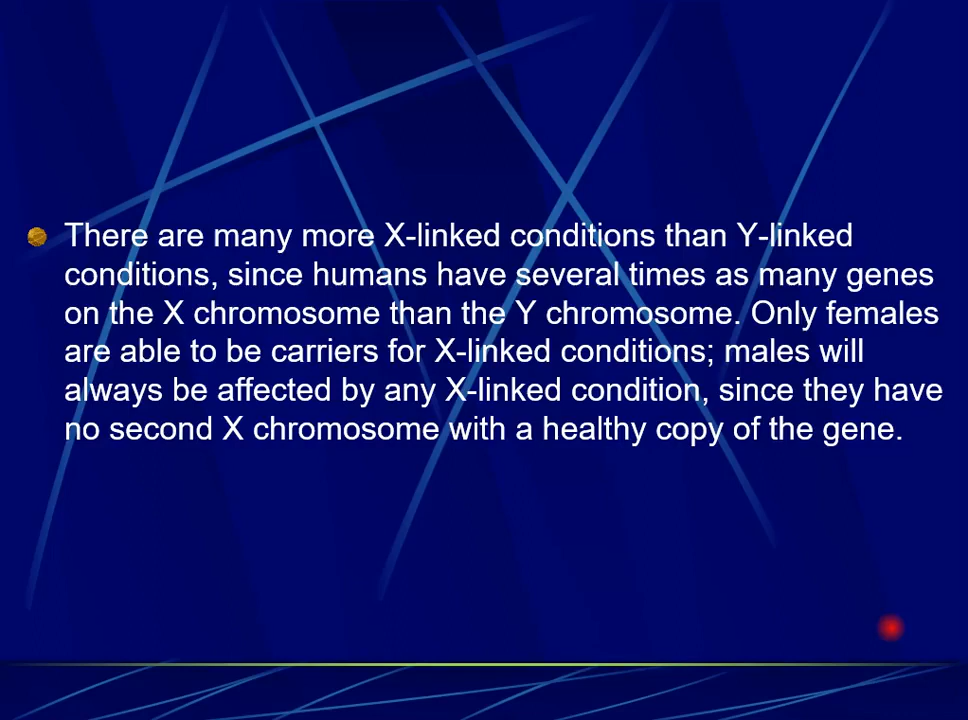 There are many more X-linked conditions than Y-linked
conditions, since humans have several times as many genes
on the X chromosome than the Y chromosome. Only females
are able to be carriers for X-linked conditions; males will
always be affected by any X-linked condition, since they have
no second X chromosome with a healthy copy of the gene.